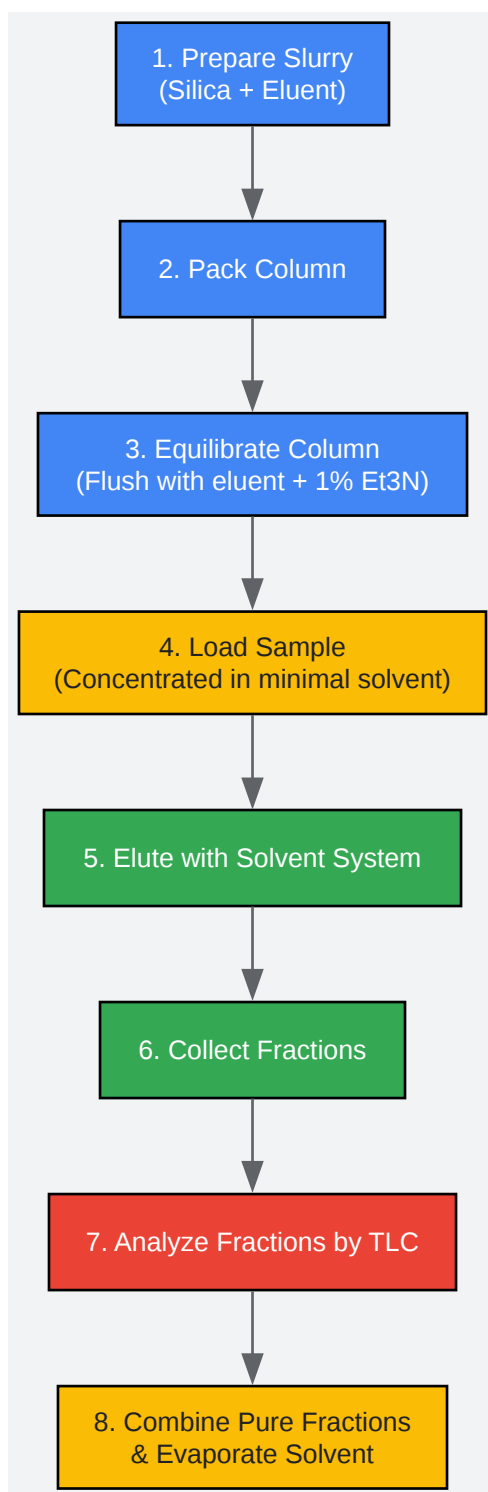 1. Prepare Slurry
(Silica + Eluent)
2. Pack Column
3. Equilibrate Column
(Flush with eluent + 1% Et3N)
4. Load Sample
(Concentrated in minimal solvent)
5. Elute with Solvent System
6. Collect Fractions
7. Analyze Fractions by TLC
8. Combine Pure Fractions
& Evaporate Solvent